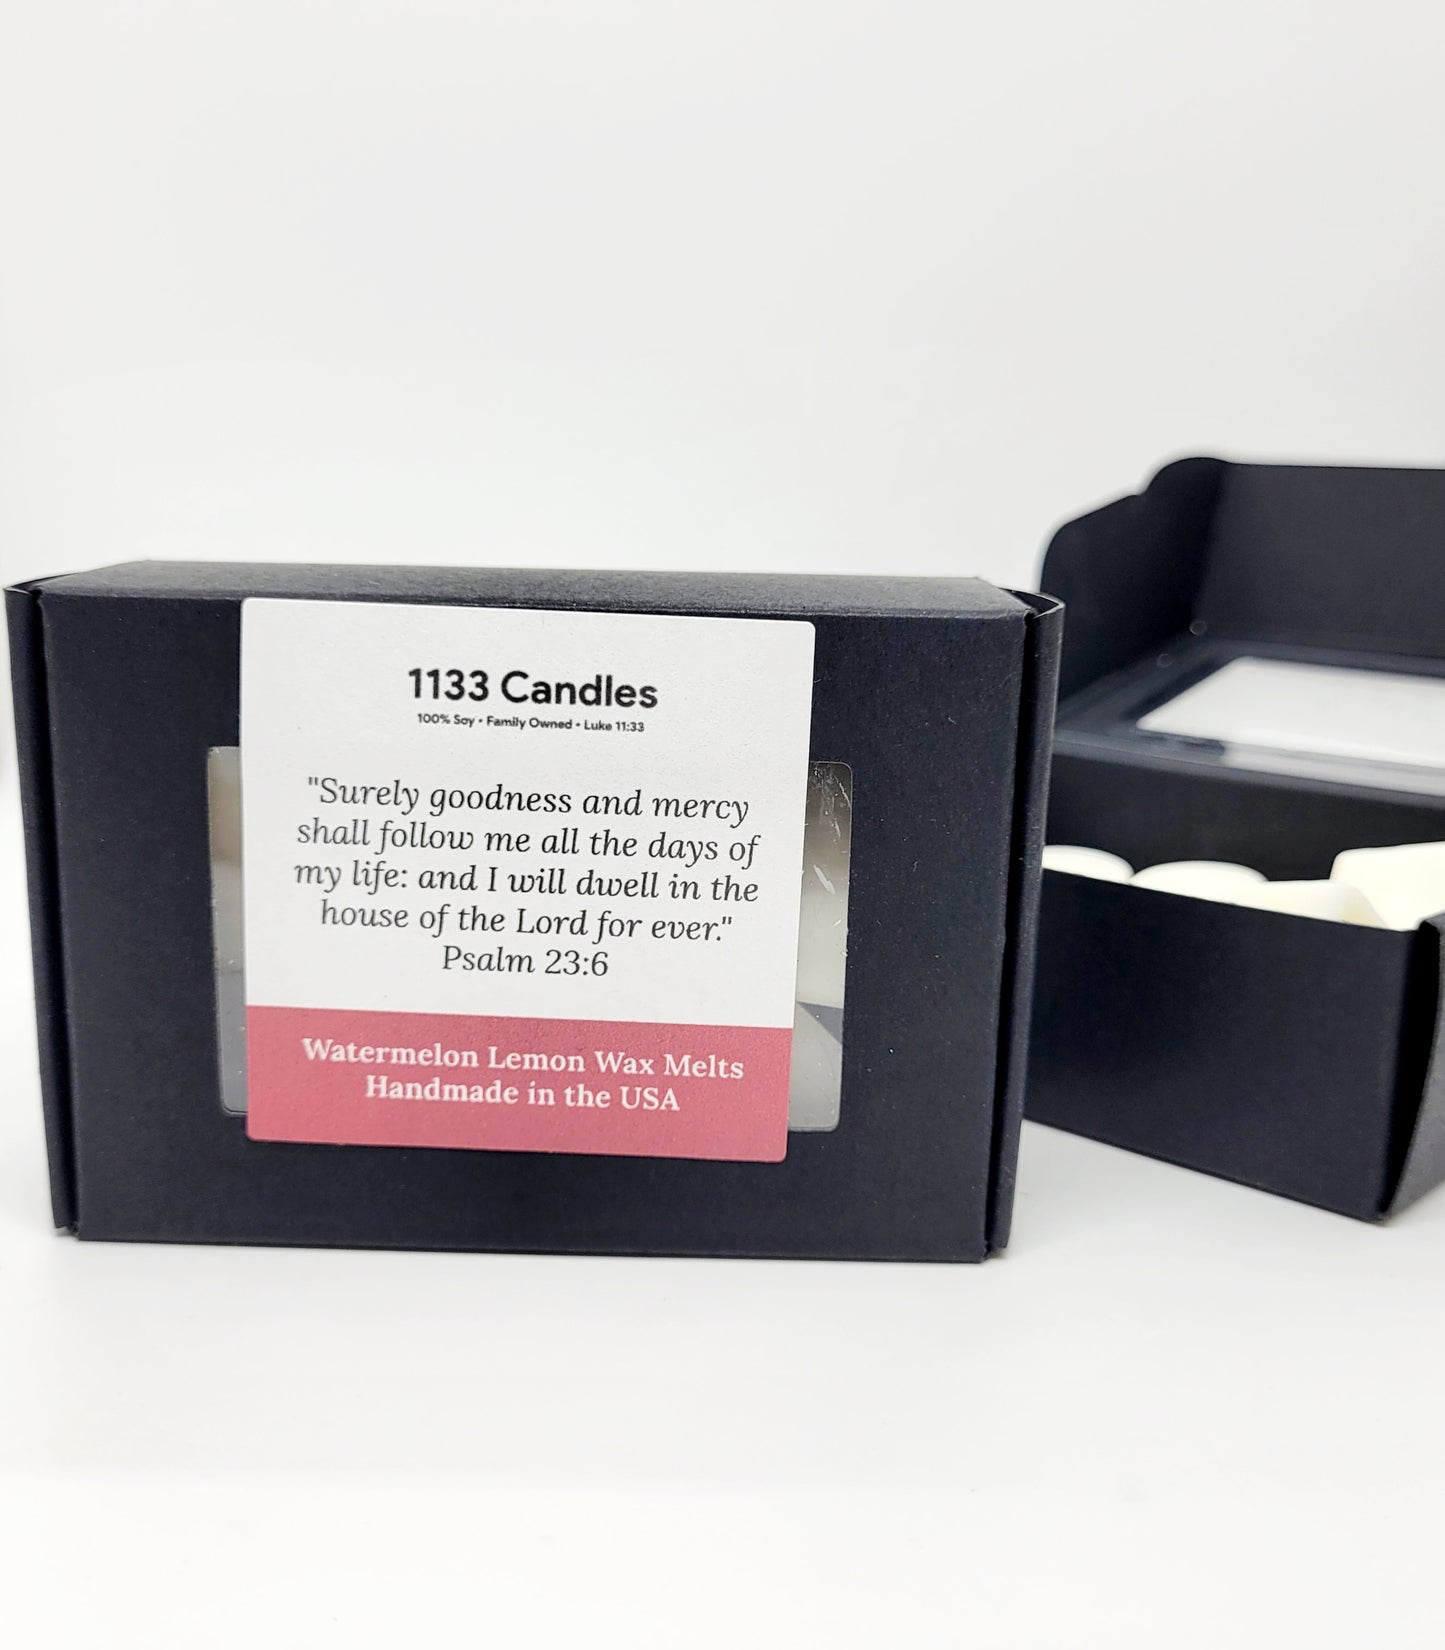 1133 Candles
100% Soy • Family Owned • Luke 11:33
"Surely goodness and mercy
shall follow me all the days of
my life: and I will dwell in the
house of the Lord for ever."
Psalm 23:6
Watermelon Lemon Wax Melts
Handmade in the USA